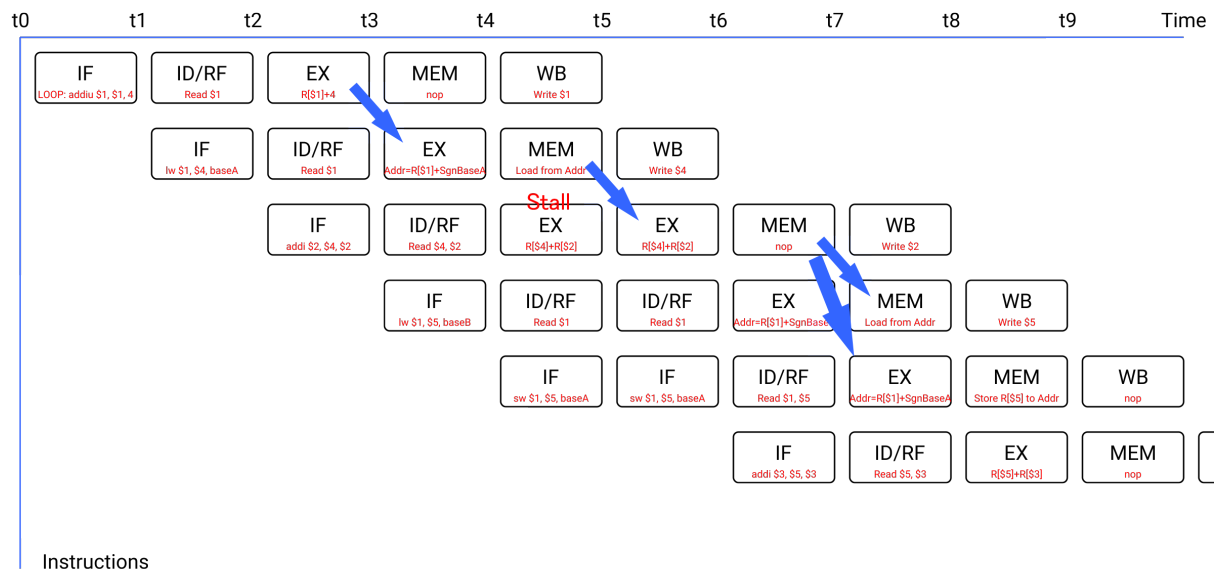 t0 t1 t2 t3 t4 t5 t6 t7 t8 t9 Time
IF ID/RF EX MEM WB
LOOP: addiu $1, $1, 4 Read $1 R[$1]+4 nop Write $1
IF ID/RF EX MEM WB
lw $1, $4, baseA Read $1 Addr=R[$1]+SgnBaseA Load from Addr Write $4
Stall
IF ID/RF EX EX MEM WB
addi $2, $4, $2 Read $4, $2 R[$4]+R[$2] R[$4]+R[$2] nop Write $2
IF ID/RF ID/RF EX MEM WB
lw $1, $5, baseB Read $1 Read $1 Addr=R[$1]+SgnBase Load from Addr Write $5
IF IF ID/RF EX MEM WB
sw $1, $5, baseA sw $1, $5, baseA Read $1, $5 Addr=R[$1]+SgnBaseA Store R[$5] to Addr nop
IF ID/RF EX MEM
addi $3, $5, $3 Read $5, $3 R[$5]+R[$3] nop
Instructions